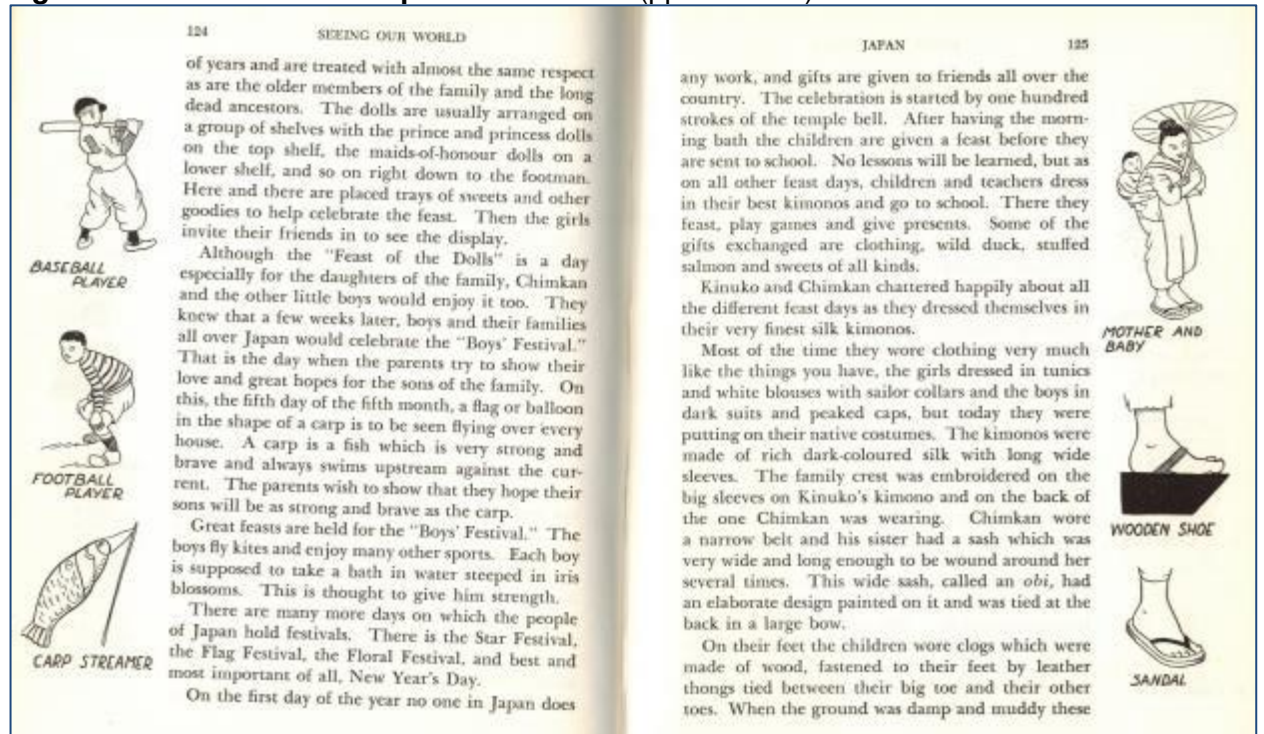 124 SEEING OUR WORLD
of years and are treated with almost the same respect
as are the older members of the family and the long
dead ancestors. The dolls are usually arranged on
a group of shelves with the prince and princess dolls
on the top shelf, the maids-of-honour dolls on a
lower shelf, and so on right down to the footman.
Here and there are placed trays of sweets and other
goodies to help celebrate the feast. Then the girls
invite their friends in to see the display.
Although the "Feast of the Dolls" is a day
especially for the daughters of the family, Chimkan
and the other little boys would enjoy it too. They
knew that a few weeks later, boys and their families
all over Japan would celebrate the "Boys' Festival."
That is the day when the parents try to show their
love and great hopes for the sons of the family. On
this, the fifth day of the fifth month, a flag or balloon
in the shape of a carp is to be seen flying over every
house. A carp is a fish which is very strong and
brave and always swims upstream against the cur-
rent. The parents wish to show that they hope their
sons will be as strong and brave as the carp.
Great feasts are held for the "Boys' Festival." The
boys fly kites and enjoy many other sports. Each boy
is supposed to take a bath in water steeped in iris
blossoms. This is thought to give him strength.
There are many more days on which the people
of Japan hold festivals. There is the Star Festival,
the Flag Festival, the Floral Festival, and best and
most important of all, New Year's Day.
On the first day of the year no one in Japan does
BASEBALL
PLAYER
FOOTBALL
PLAYER
CARP STREAMER
JAPAN 125
any work, and gifts are given to friends all over the
country. The celebration is started by one hundred
strokes of the temple bell. After having the morn-
ing bath the children are given a feast before they
are sent to school. No lessons will be learned, but as
on all other feast days, children and teachers dress
in their best kimonos and go to school. There they
feast, play games and give presents. Some of the
gifts exchanged are clothing, wild duck, stuffed
salmon and sweets of all kinds.
Kinuko and Chimkan chattered happily about all
the different feast days as they dressed themselves in
their very finest silk kimonos.
Most of the time they wore clothing very much
like the things you have, the girls dressed in tunics
and white blouses with sailor collars and the boys in
dark suits and peaked caps, but today they were
putting on their native costumes. The kimonos were
made of rich dark-coloured silk with long wide
sleeves. The family crest was embroidered on the
big sleeves on Kinuko's kimono and on the back of
the one Chimkan was wearing. Chimkan wore
a narrow belt and his sister had a sash which was
very wide and long enough to be wound around her
several times. This wide sash, called an obi, had
an elaborate design painted on it and was tied at the
back in a large bow.
On their feet the children wore clogs which were
made of wood, fastened to their feet by leather
thongs tied between their big toe and their other
toes. When the ground was damp and muddy these
MOTHER AND
BABY
WOODEN SHOE
SANDAL